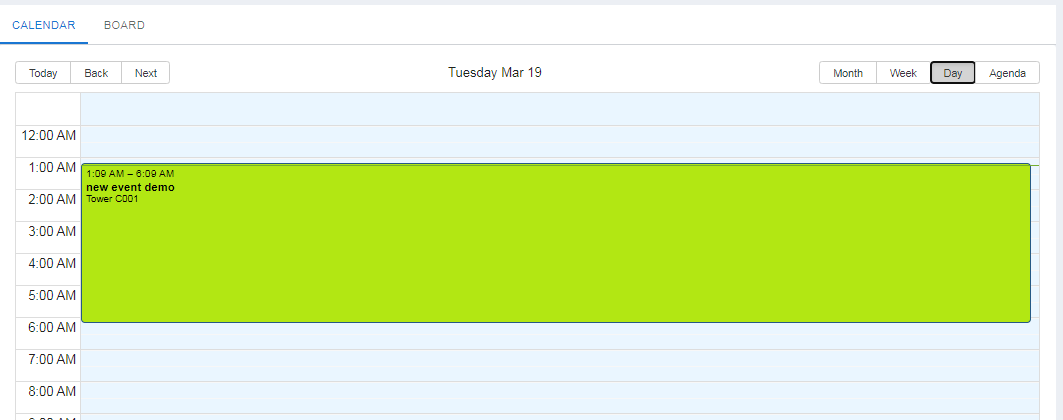 CALENDAR BOARD
Today Back Next Tuesday Mar 19 Month Week Day Agenda
12:00 AM
1:00 AM
1:09 AM – 6:09 AM
new event demo
2:00 AM
Tower C001
3:00 AM
4:00 AM
5:00 AM
6:00 AM
7:00 AM
8:00 AM